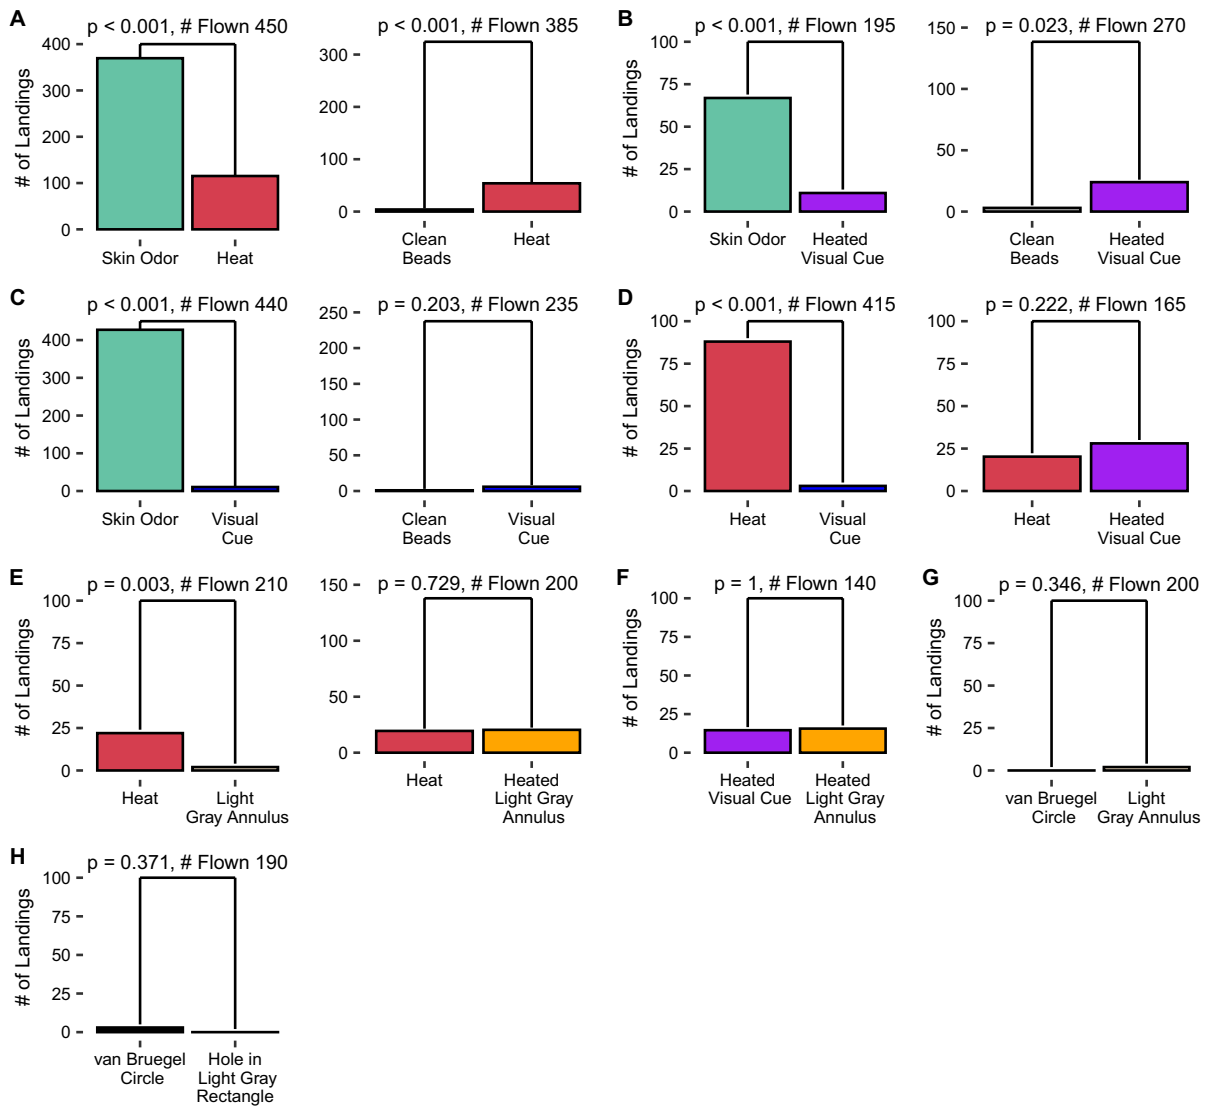 A
p < 0.001, # Flown 450
# of Landings
400
300
200
100
0
Skin Odor
Heat
p < 0.001, # Flown 385
300
200
100
0
Clean
Beads
Heat
B
p < 0.001, # Flown 195
# of Landings
100
75
50
25
0
Skin Odor
Heated
Visual Cue
p = 0.023, # Flown 270
150
100
50
0
Clean
Beads
Heated
Visual Cue
C
p < 0.001, # Flown 440
# of Landings
400
300
200
100
0
Skin Odor
Visual
Cue
p = 0.203, # Flown 235
250
200
150
100
50
0
Clean
Beads
Visual
Cue
D
p < 0.001, # Flown 415
# of Landings
100
75
50
25
0
Heat
Visual
Cue
p = 0.222, # Flown 165
100
75
50
25
0
Heat
Heated
Visual Cue
E
p = 0.003, # Flown 210
# of Landings
100
75
50
25
0
Heat
Light
Gray Annulus
p = 0.729, # Flown 200
150
100
50
0
Heat
Heated
Light Gray
Annulus
F
p = 1, # Flown 140
# of Landings
100
75
50
25
0
Heated
Visual Cue
Heated
Light Gray
Annulus
G
p = 0.346, # Flown 200
# of Landings
100
75
50
25
0
van Bruegel
Circle
Light
Gray Annulus
H
p = 0.371, # Flown 190
# of Landings
100
75
50
25
0
van Bruegel
Circle
Hole in
Light Gray
Rectangle